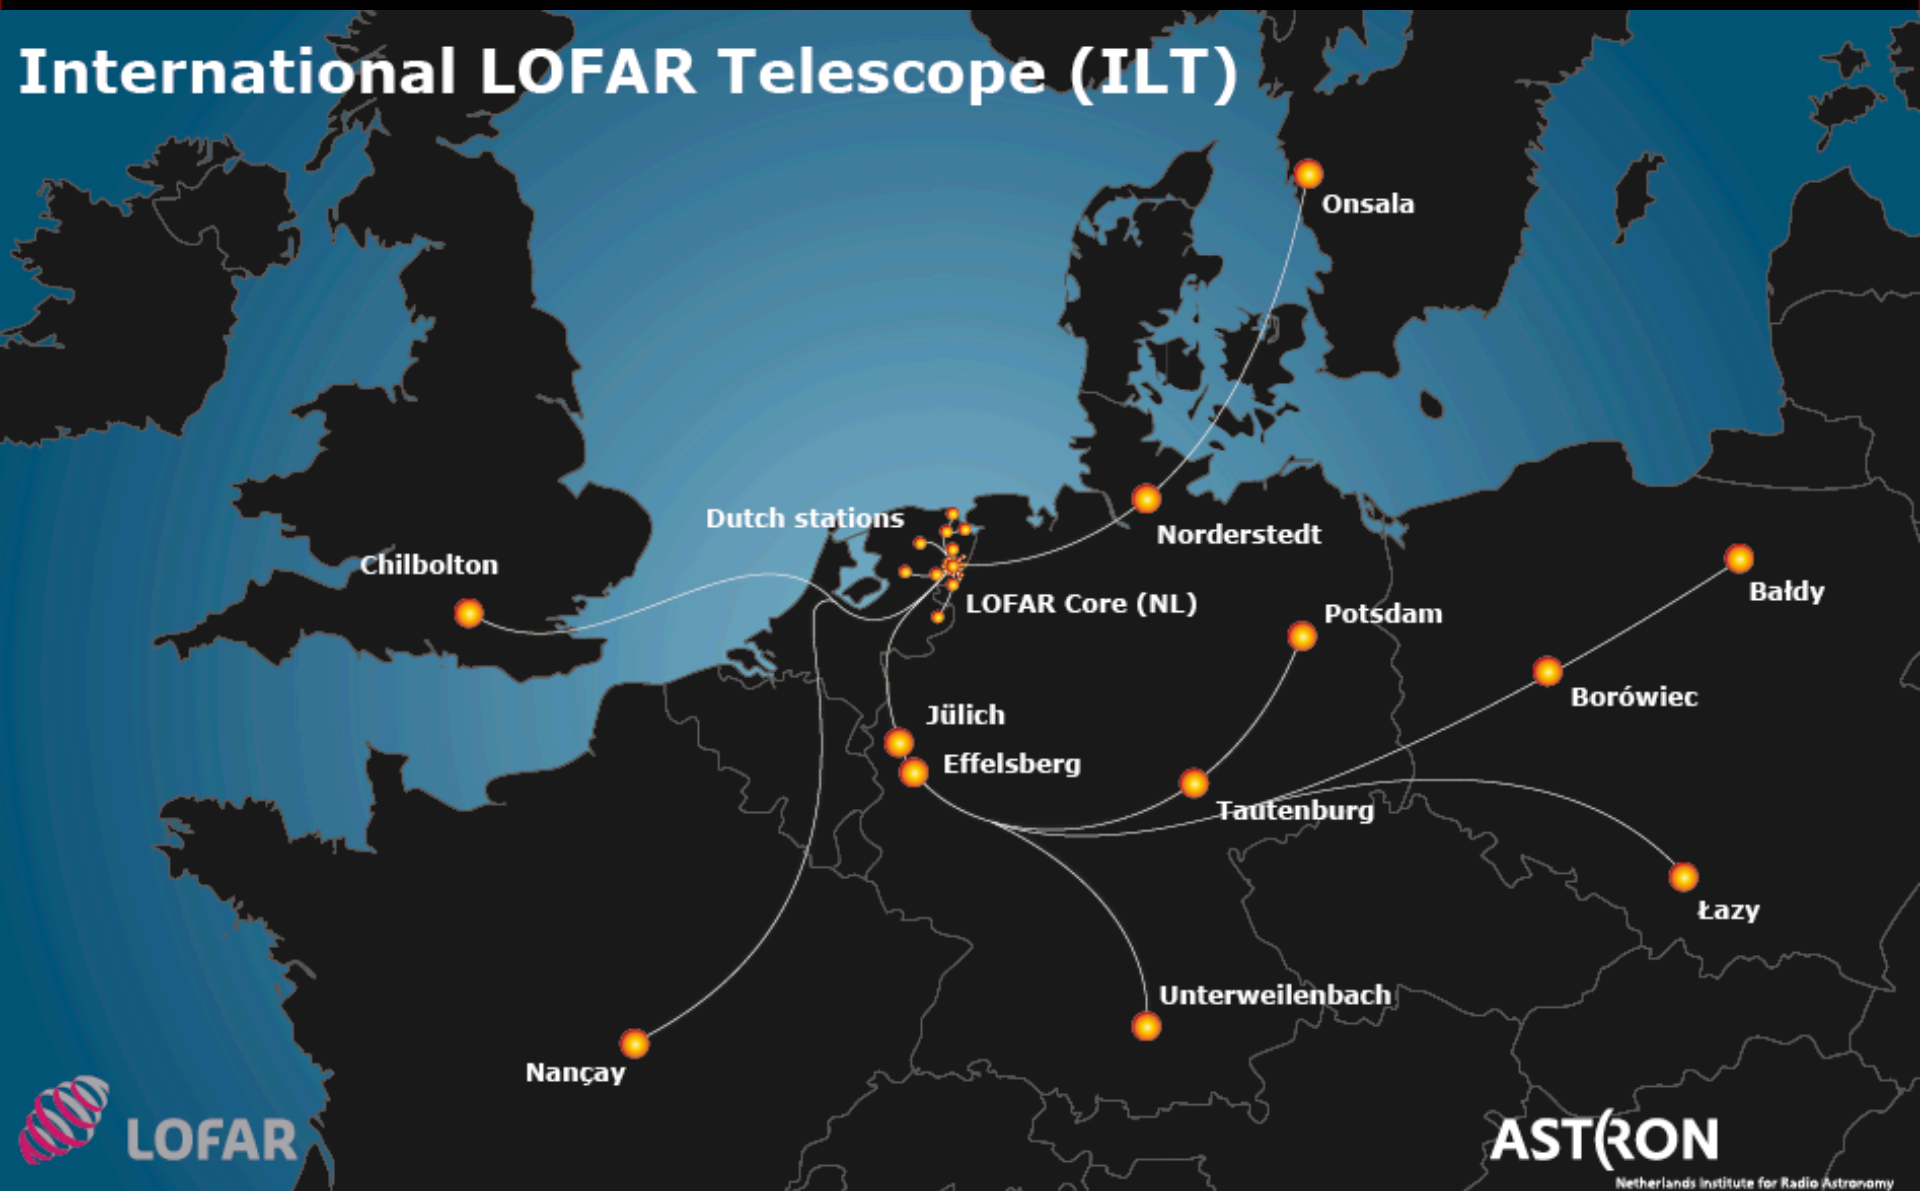 International LOFAR Telescope (ILT)
Onsala
Dutch stations
Norderstedt
Chilbolton
Bałdy
LOFAR Core (NL)
Potsdam
Borówiec
Jülich
Effelsberg
Tautenburg
Łazy
Unterweilenbach
Nançay
LOFAR
ASTRON
Netherlands Institute for Radio Astronomy